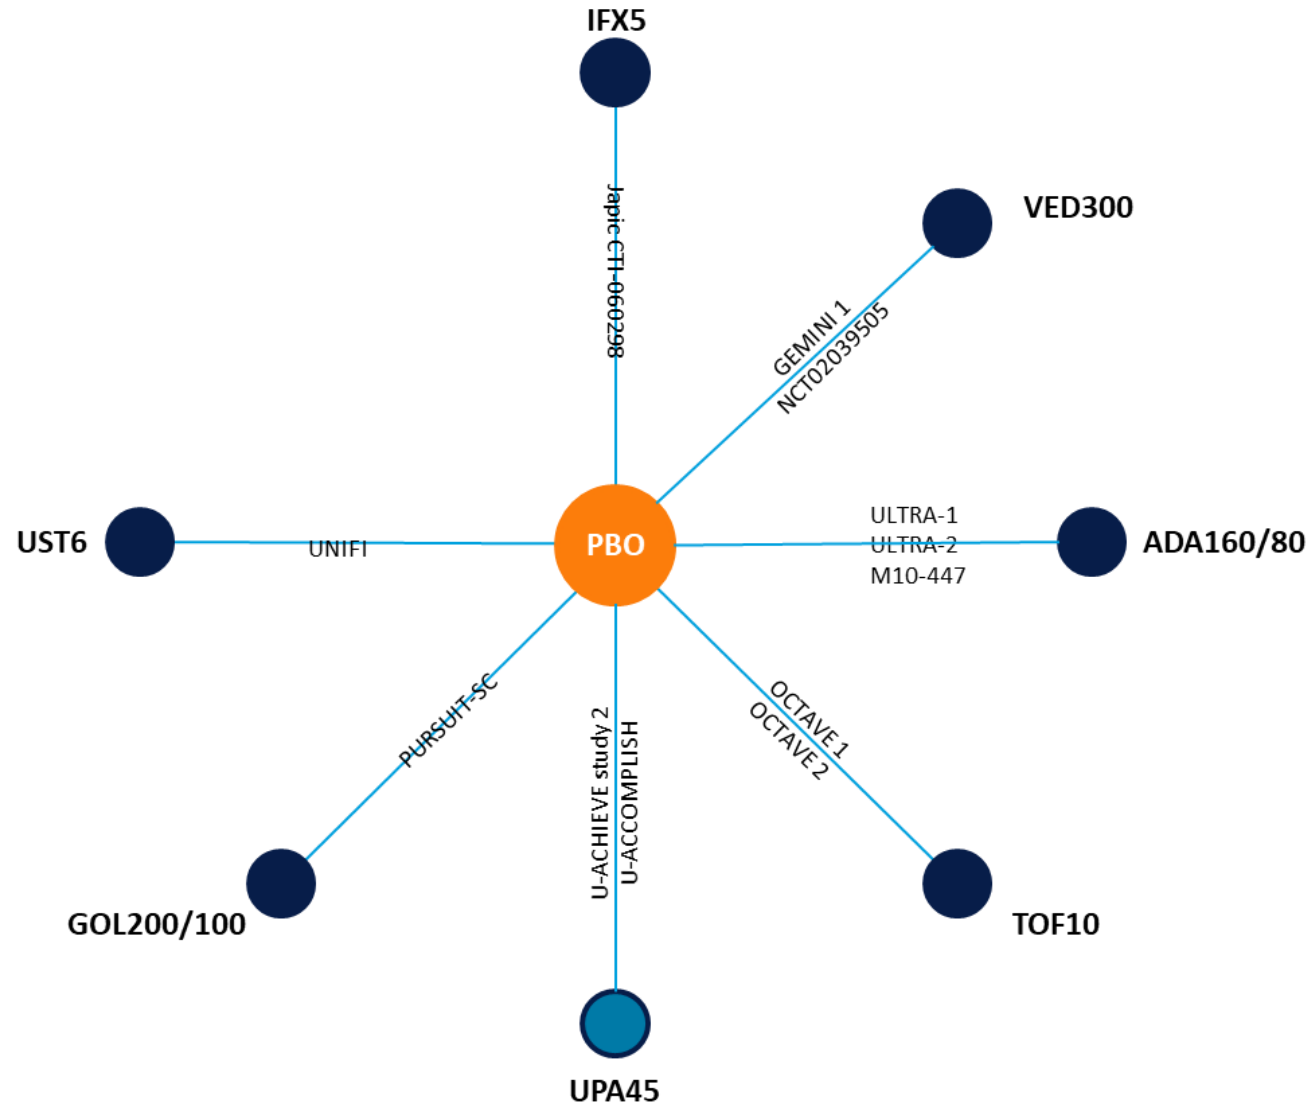 IFX5
VED300
Japic CTI-060298
GEMINI 1
NCT02039505
UST6
UNIFI
PBO
ULTRA-1
ULTRA-2
M10-447
ADA160/80
PURSUIT-SC
OCTAVE 1
OCTAVE 2
U-ACHIEVE study 2
U-ACCOMPLISH
GOL200/100
TOF10
UPA45